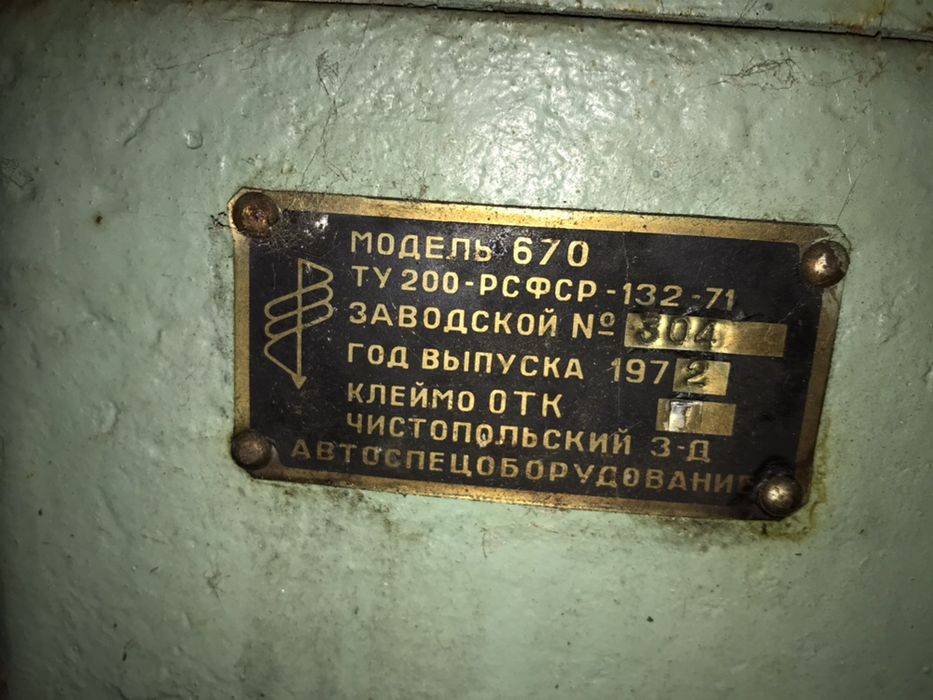 МОДЕЛЬ 670
ТУ 200-РСФСР-132-71
ЗАВОДСКОЙ № 304
ГОД ВЫПУСКА 1972
КЛЕЙМО ОТК
ЧИСТОПОЛЬСКИЙ З-Д
АВТОСПЕЦОБОРУДОВАНИЕ